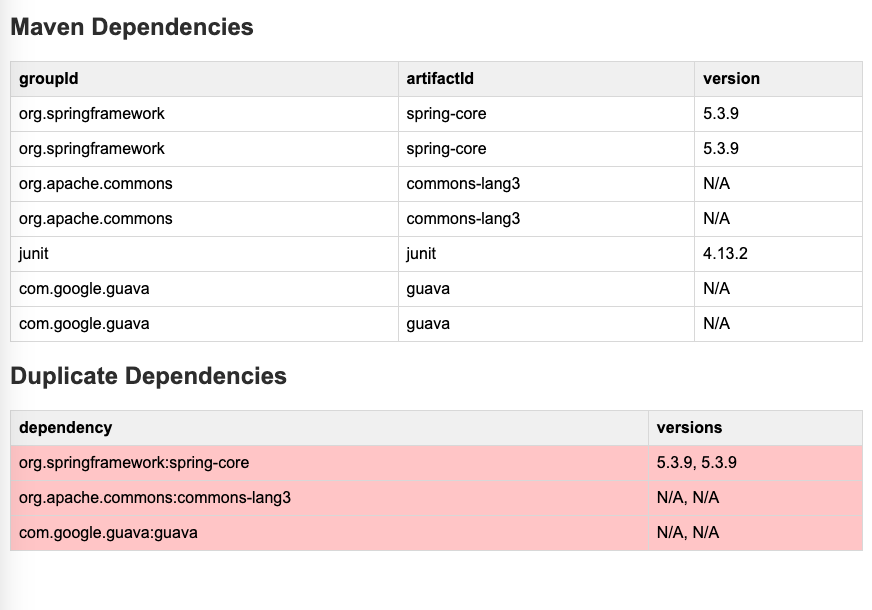 Maven Dependencies
groupId artifactId version
org.springframework spring-core 5.3.9
org.springframework spring-core 5.3.9
org.apache.commons commons-lang3 N/A
org.apache.commons commons-lang3 N/A
junit junit 4.13.2
com.google.guava guava N/A
com.google.guava guava N/A
Duplicate Dependencies
dependency versions
org.springframework:spring-core 5.3.9, 5.3.9
org.apache.commons:commons-lang3 N/A, N/A
com.google.guava:guava N/A, N/A